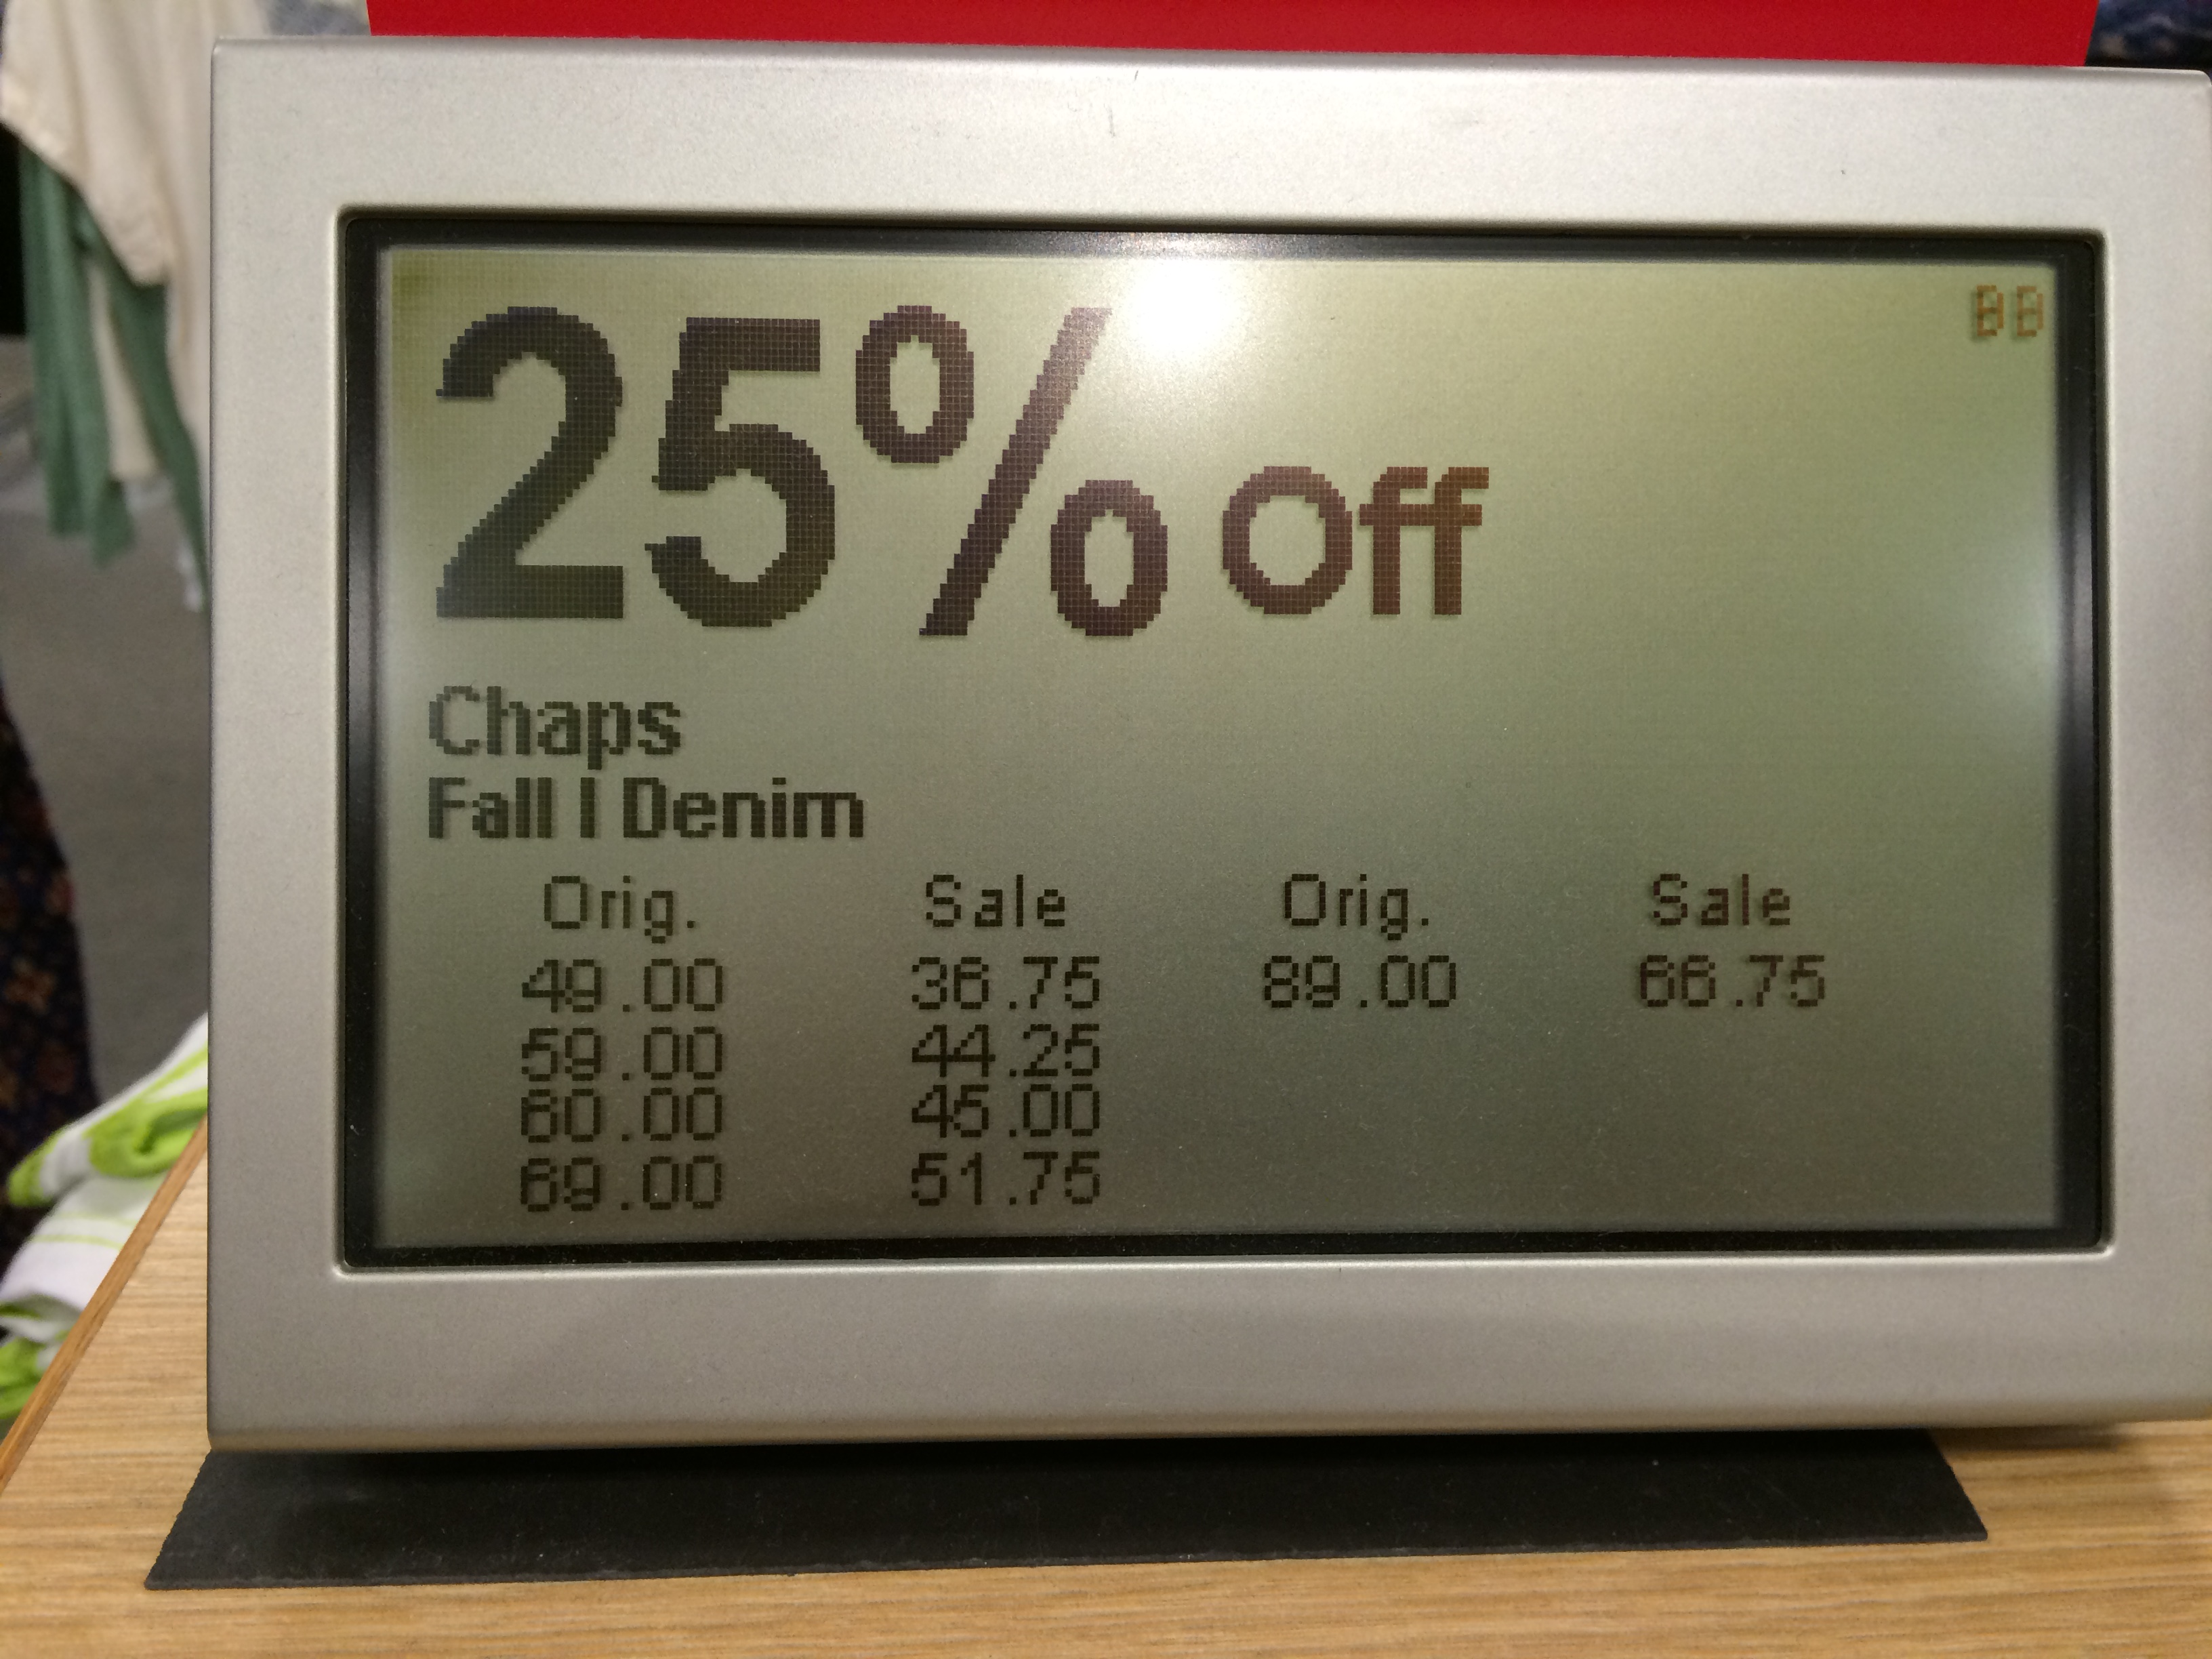 BB
25% Off
Chaps
Fall | Denim
Orig. Sale Orig. Sale
49.00 36.75 89.00 66.75
59.00 44.25
60.00 45.00
69.00 51.75